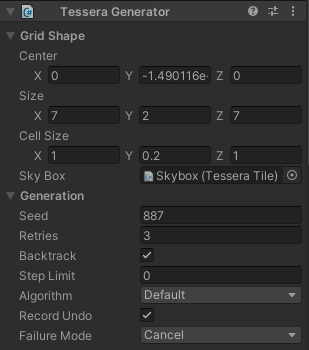 Tessera Generator
Grid Shape
Center
X 0 Y -1.490116e- Z 0
Size
X 7 Y 2 Z 7
Cell Size
X 1 Y 0.2 Z 1
Sky Box Skybox (Tessera Tile)
Generation
Seed 887
Retries 3
Backtrack
Step Limit 0
Algorithm Default
Record Undo
Failure Mode Cancel